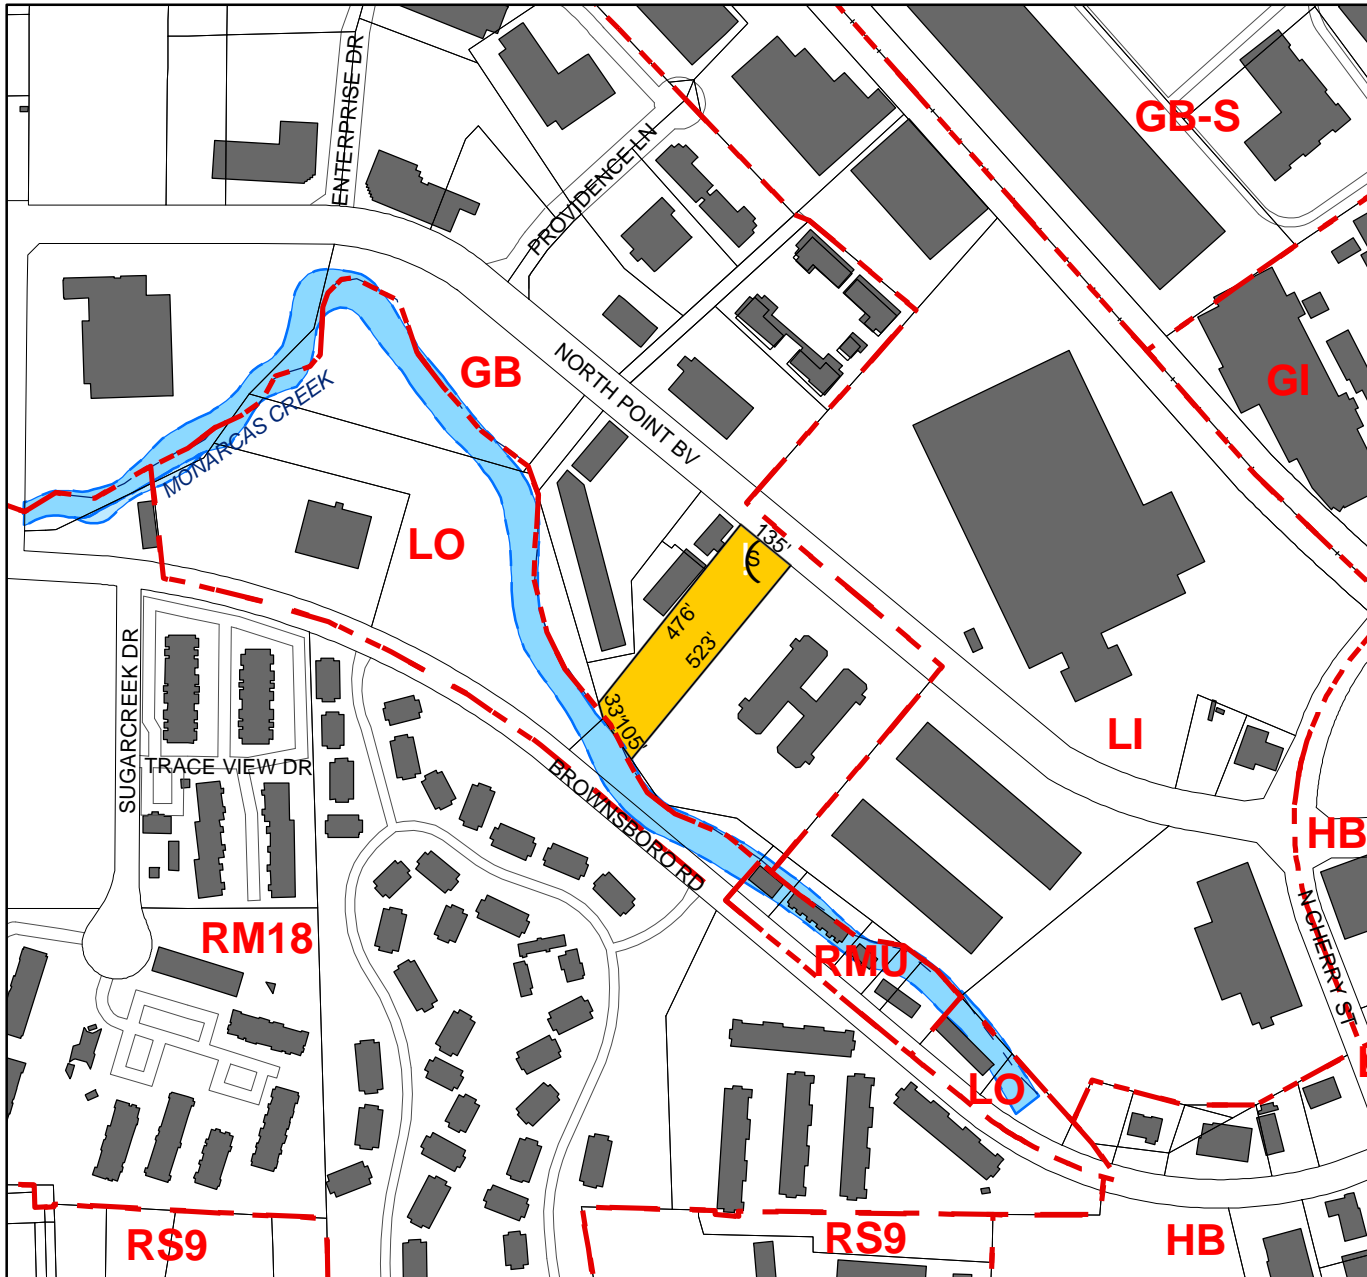 ENTERPRISE DR
GB-S
PROVIDENCE LN
GB
NORTH POINT BV
GI
MONARCAS CREEK
LO
135'
S
476'
523'
33'
105'
SUGARCREEK DR
TRACE VIEW DR
BROWNSBORO RD
LI
HB
N CHERRY ST
RM18
RMU
LO
RS9
RS9
HB